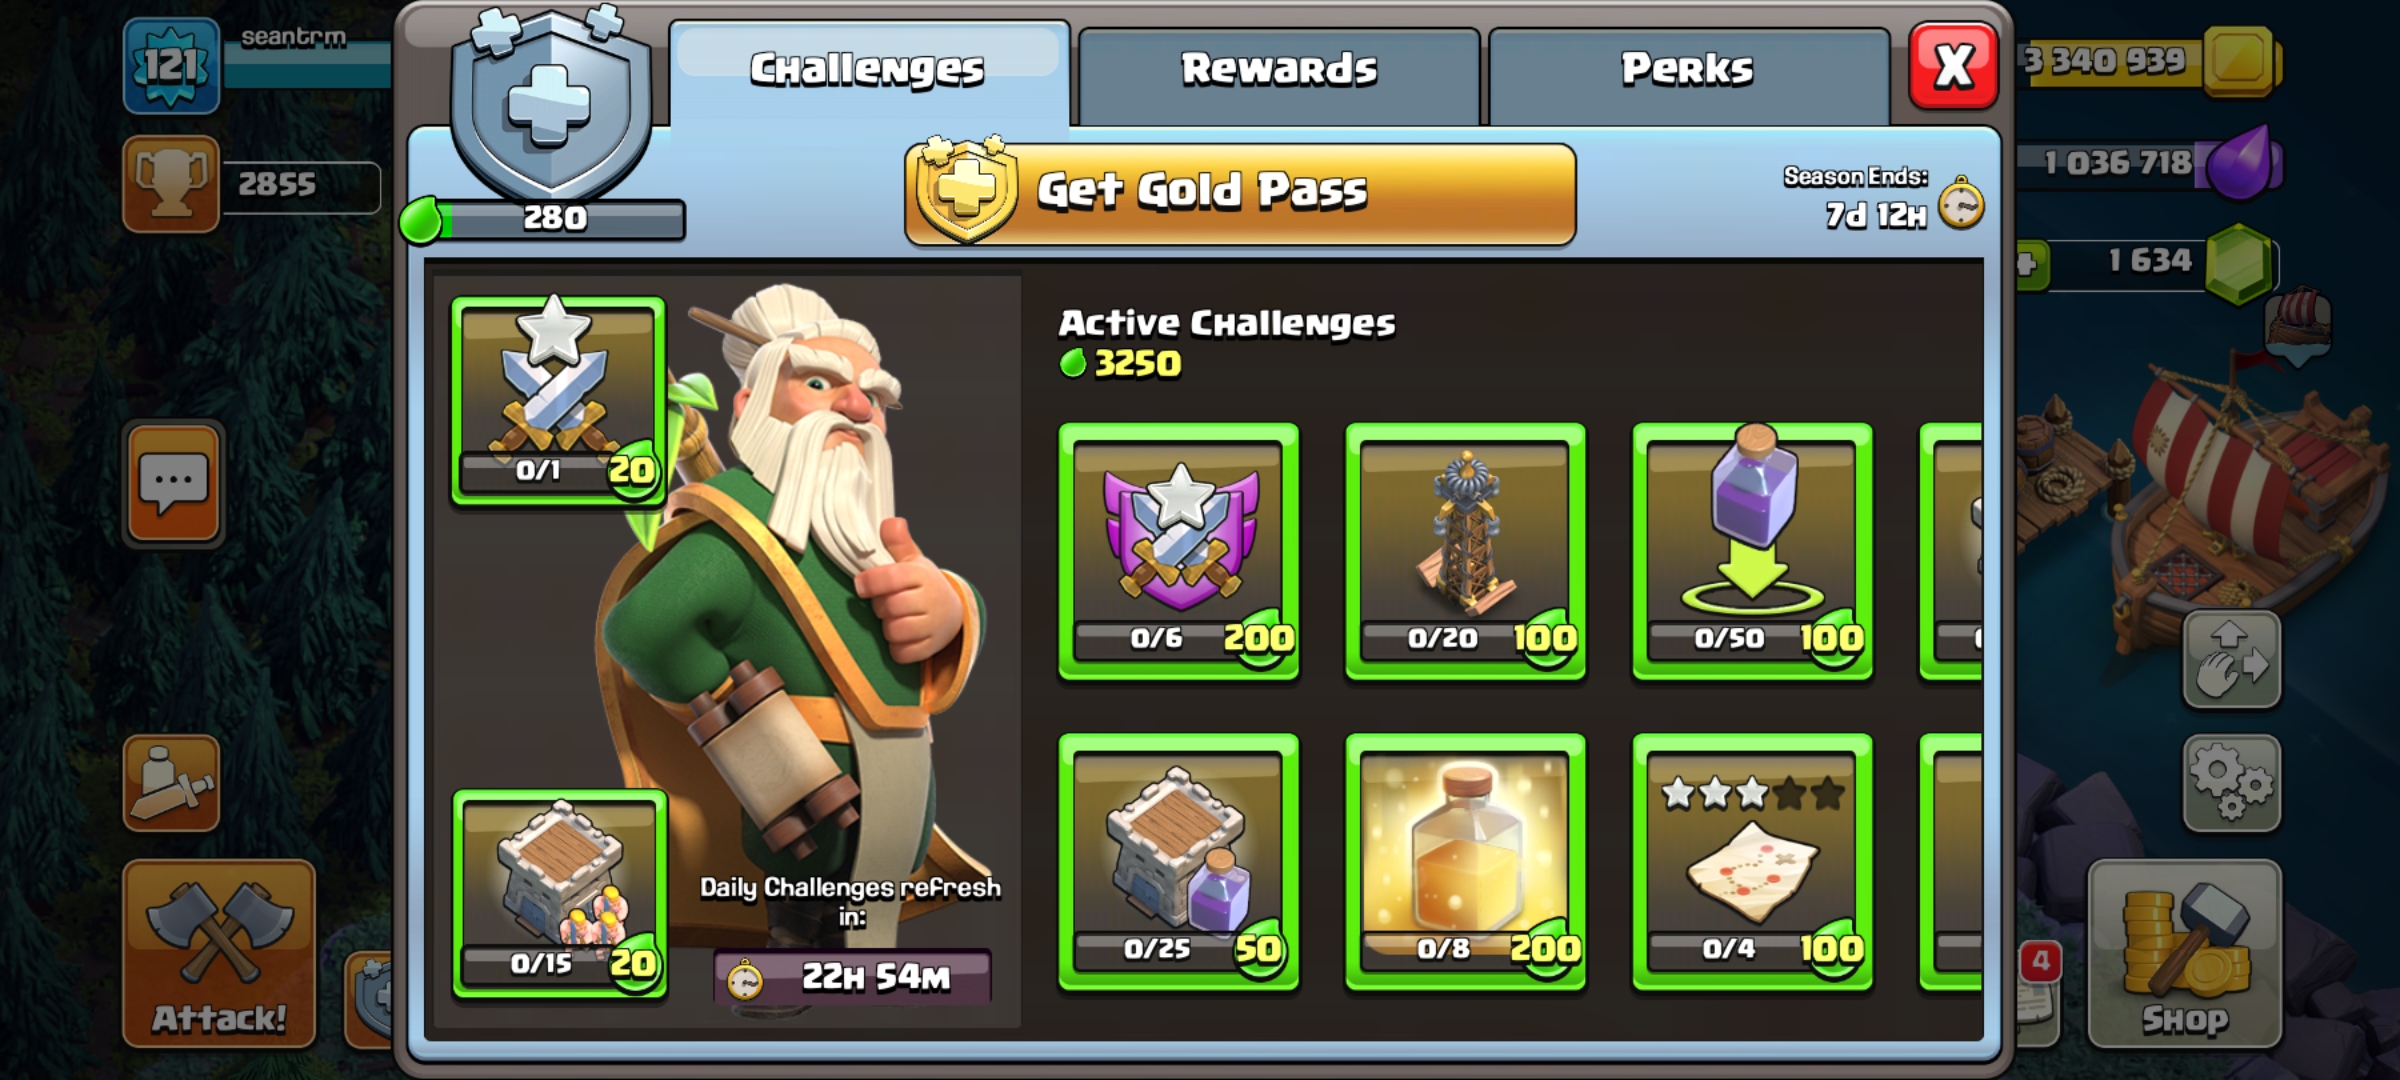 121
seantrm
2855
Challenges
Rewards
Perks
X
280
Get Gold Pass
Season Ends:
7d 12H
3 340 939
1 036 718
1 634
0/1
20
Daily Challenges refresh
in:
22H 54M
0/15
20
Active Challenges
3250
0/6
200
0/20
100
0/50
100
0/25
50
0/8
200
0/4
100
Attack!
4
Shop